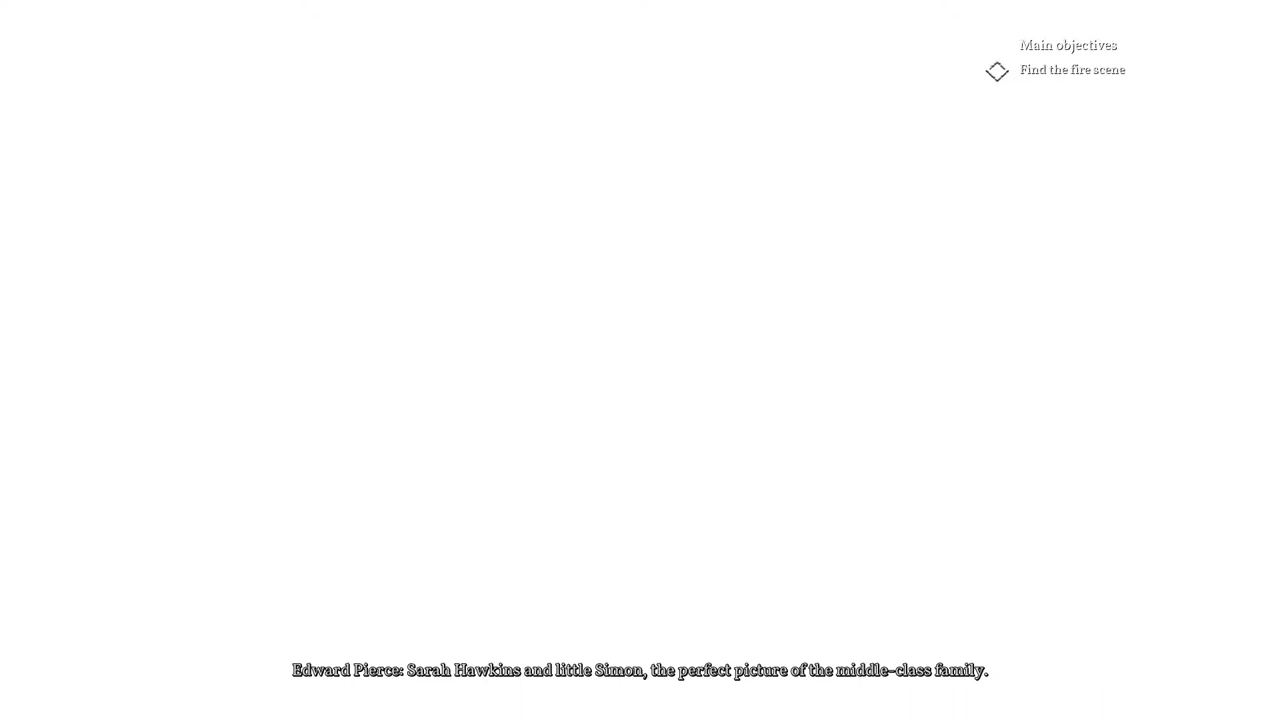 Main objectives
Find the fire scene
Edward Pierce: Sarah Hawkins and little Simon, the perfect picture of the middle-class family.